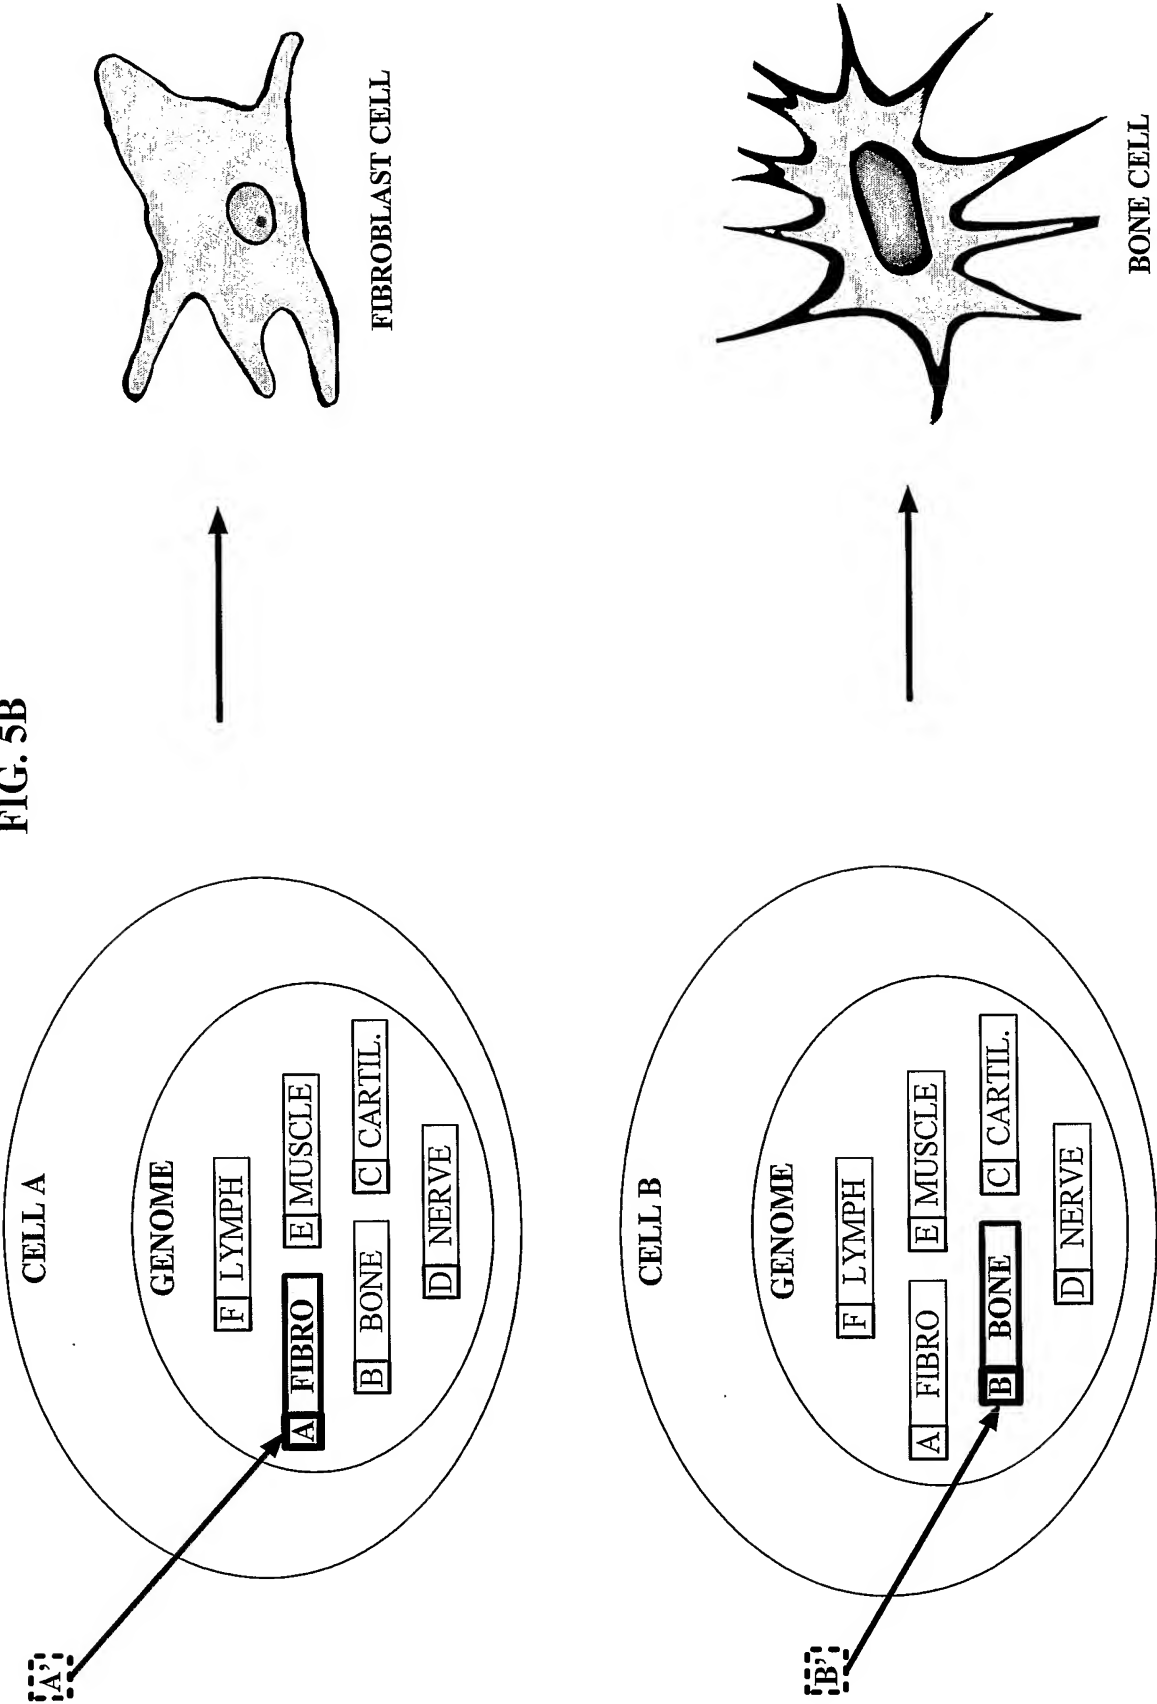 FIG. 5B
A'
CELL A
GENOME
F LYMPH
A FIBRO
E MUSCLE
B BONE
C CARTIL.
D NERVE
FIBROBLAST CELL
B'
CELL B
GENOME
F LYMPH
A FIBRO
E MUSCLE
B BONE
C CARTIL.
D NERVE
BONE CELL